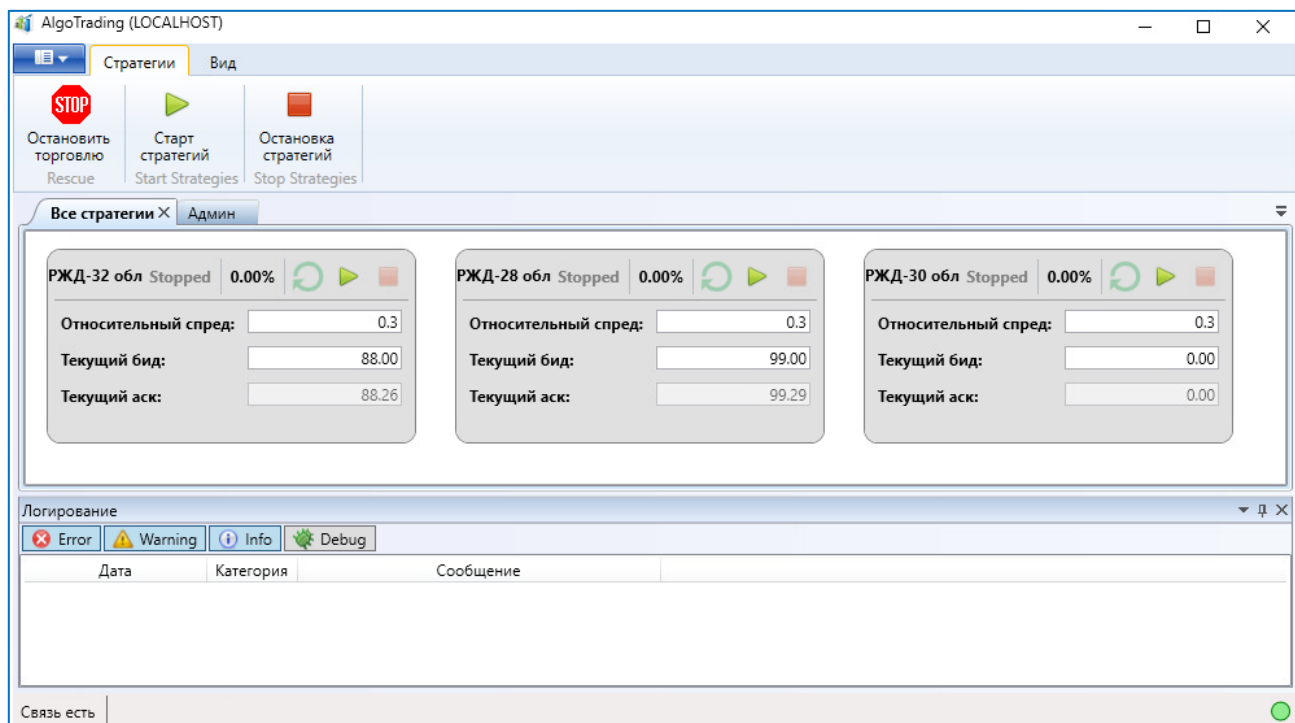 AlgoTrading (LOCALHOST)
Стратегии Вид
STOP
Остановить торговлю
Rescue
Старт стратегий
Start Strategies
Остановка стратегий
Stop Strategies
Все стратегии Админ
РЖД-32 обл Stopped 0.00%
Относительный спред: 0.3
Текущий бид: 88.00
Текущий аск: 88.26
РЖД-28 обл Stopped 0.00%
Относительный спред: 0.3
Текущий бид: 99.00
Текущий аск: 99.29
РЖД-30 обл Stopped 0.00%
Относительный спред: 0.3
Текущий бид: 0.00
Текущий аск: 0.00
Логирование
Error Warning Info Debug
Дата Категория Сообщение
Связь есть